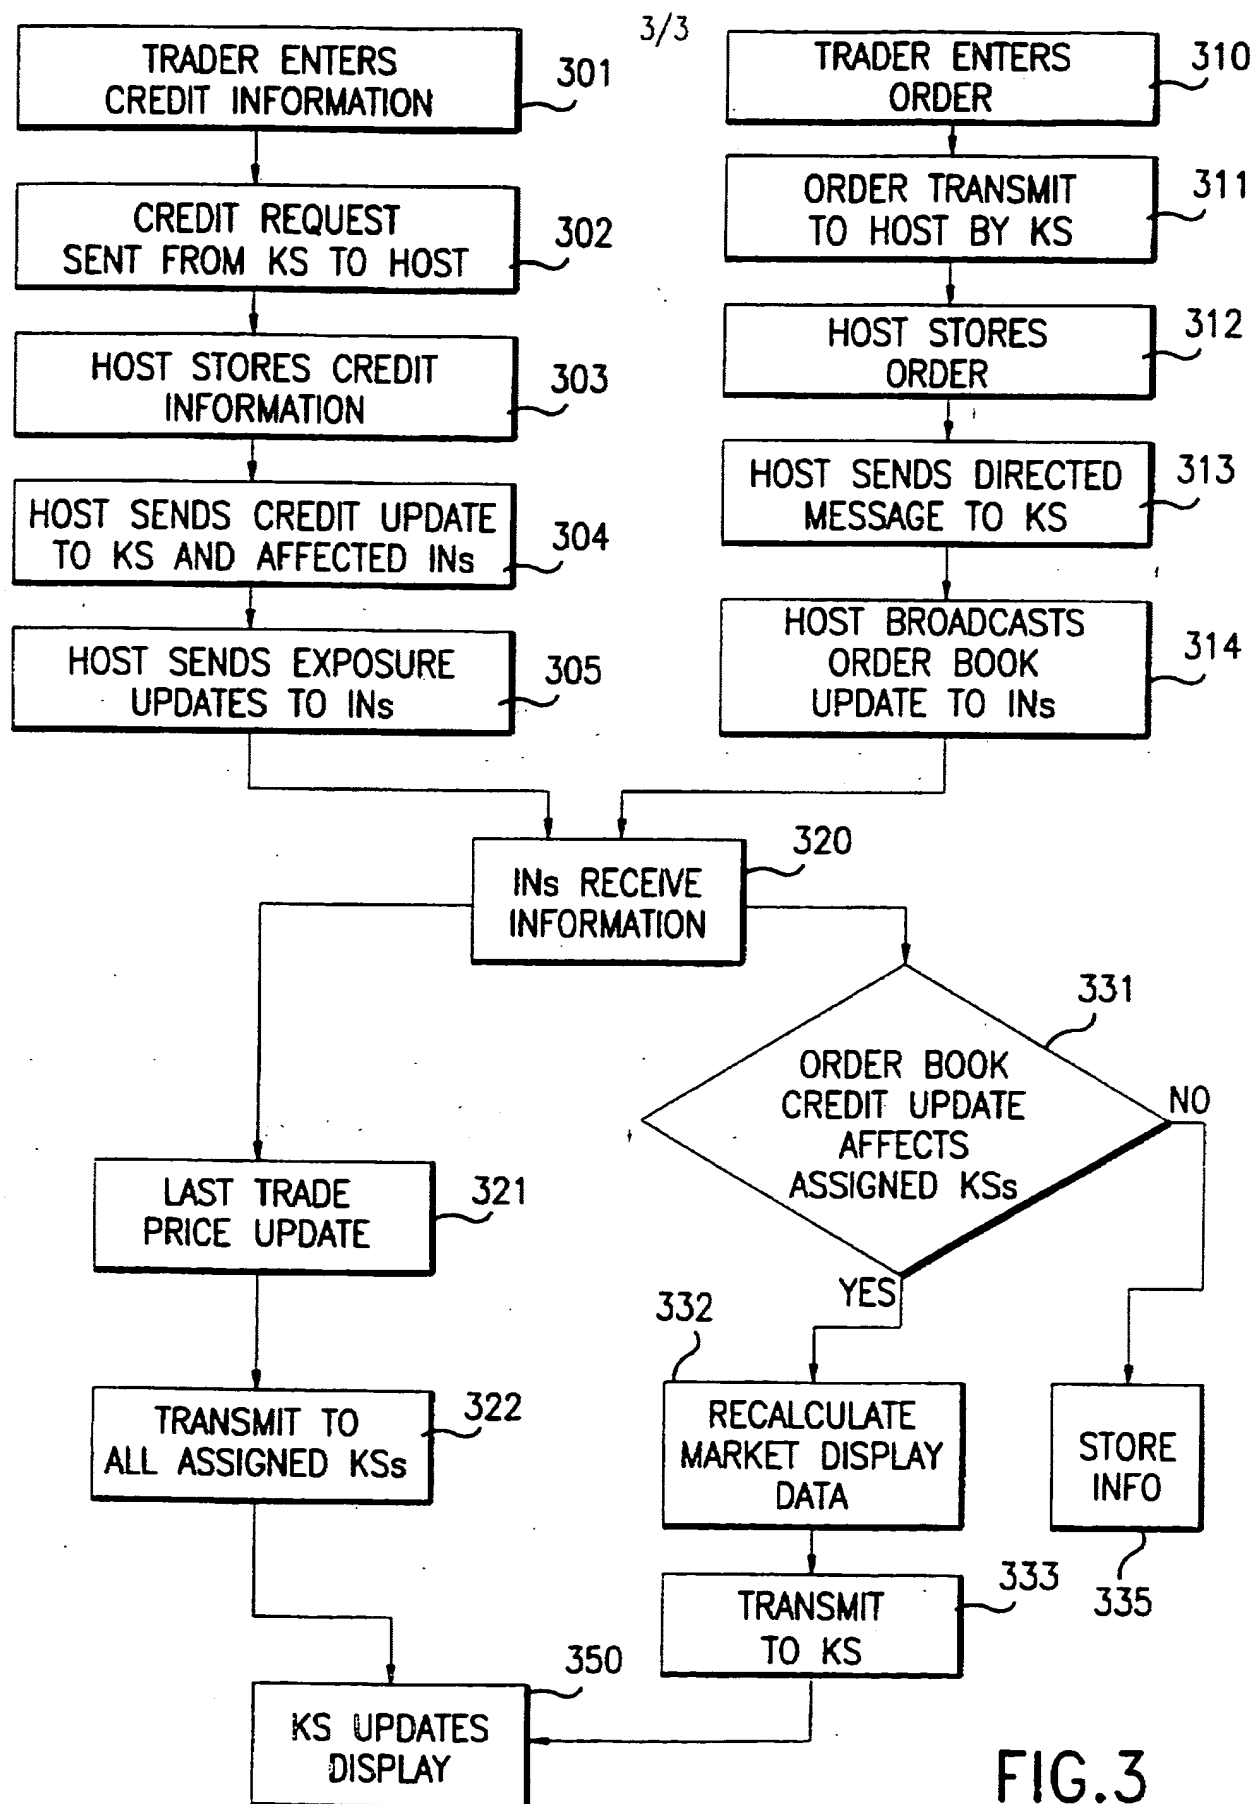 3/3
TRADER ENTERS
CREDIT INFORMATION
301
CREDIT REQUEST
SENT FROM KS TO HOST
302
HOST STORES CREDIT
INFORMATION
303
HOST SENDS CREDIT UPDATE
TO KS AND AFFECTED INs
304
HOST SENDS EXPOSURE
UPDATES TO INs
305
TRADER ENTERS
ORDER
310
ORDER TRANSMIT
TO HOST BY KS
311
HOST STORES
ORDER
312
HOST SENDS DIRECTED
MESSAGE TO KS
313
HOST BROADCASTS
ORDER BOOK
UPDATE TO INs
314
INs RECEIVE
INFORMATION
320
LAST TRADE
PRICE UPDATE
321
TRANSMIT TO
ALL ASSIGNED KSs
322
ORDER BOOK
CREDIT UPDATE
AFFECTS
ASSIGNED KSs
331
NO
YES
332
RECALCULATE
MARKET DISPLAY
DATA
STORE
INFO
335
TRANSMIT
TO KS
333
KS UPDATES
DISPLAY
350
FIG.3